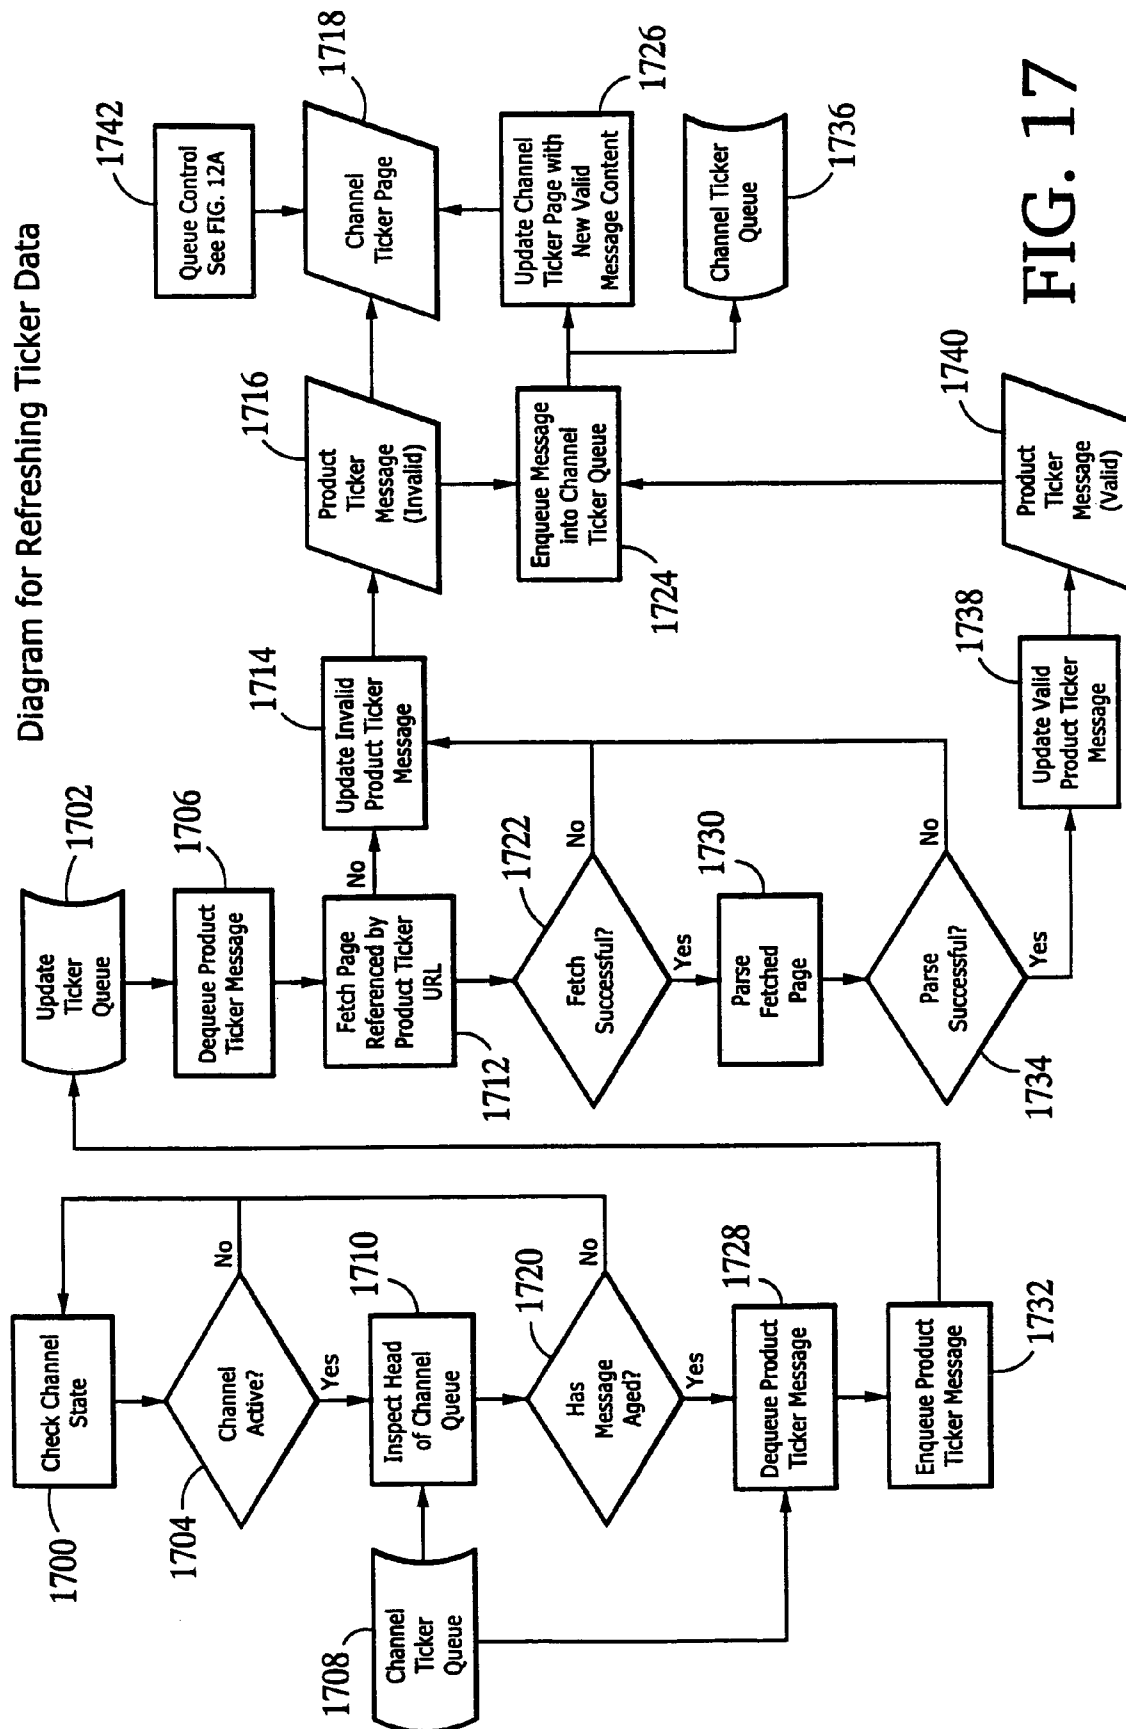 Diagram for Refreshing Ticker Data
1700
Check Channel
State
1704
Channel
Active?
No
Yes
1708
Channel
Ticker
Queue
1710
Inspect Head
of Channel
Queue
1720
Has
Message
Aged?
No
Yes
1728
Dequeue Product
Ticker Message
1732
Enqueue Product
Ticker Message
1702
Update
Ticker
Queue
1706
Dequeue Product
Ticker Message
1712
Fetch Page
Referenced by
Product Ticker
URL
No
1722
Fetch
Successful?
No
Yes
1730
Parse
Fetched
Page
1734
Parse
Successful?
No
Yes
1714
Update Invalid
Product Ticker
Message
1738
Update Valid
Product Ticker
Message
1716
Product
Ticker
Message
(Invalid)
1724
Enqueue Message
into Channel
Ticker Queue
1740
Product
Ticker
Message
(Valid)
1742
Queue Control
See FIG. 12A
1718
Channel
Ticker Page
1726
Update Channel
Ticker Page with
New Valid
Message Content
1736
Channel Ticker
Queue
FIG. 17